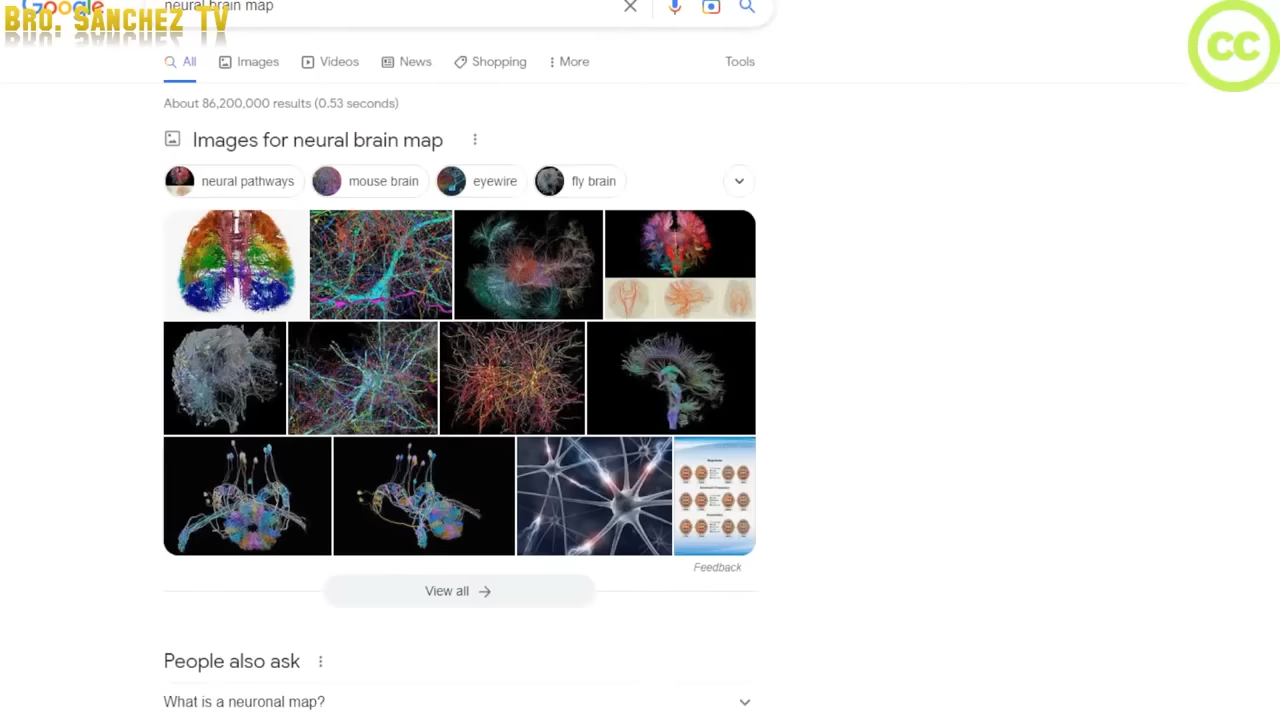 Google
neural brain map
BRO. SANCHEZ TV
CC
All Images Videos News Shopping More Tools
About 86,200,000 results (0.53 seconds)
Images for neural brain map
neural pathways mouse brain eyewire fly brain
Feedback
View all
People also ask
What is a neuronal map?